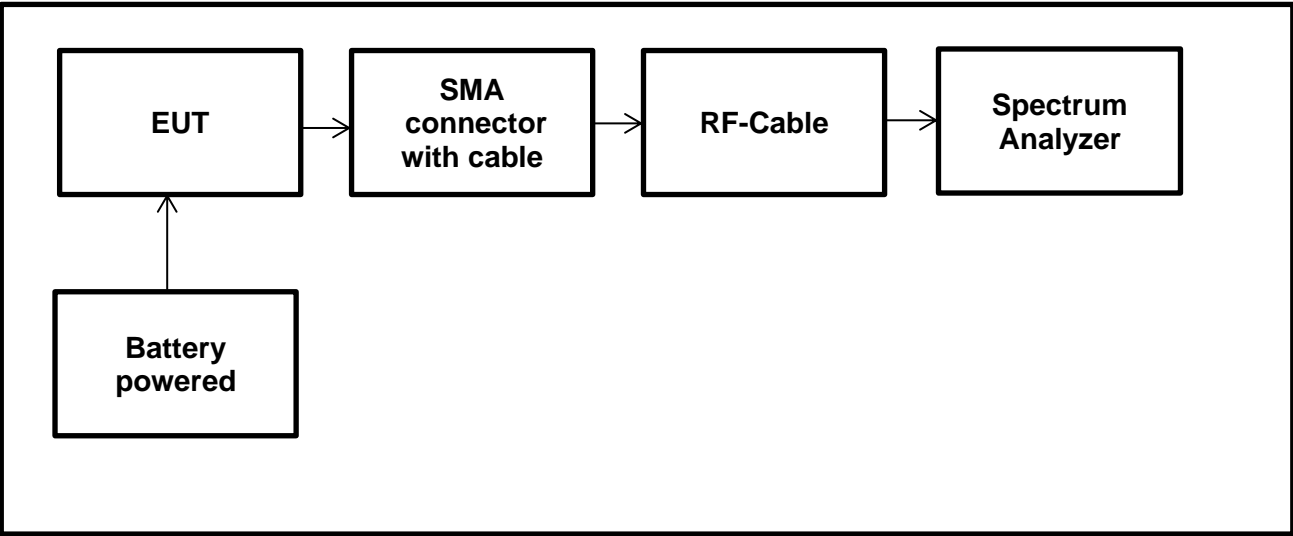 EUT
SMA
connector
with cable
RF-Cable
Spectrum
Analyzer
Battery
powered